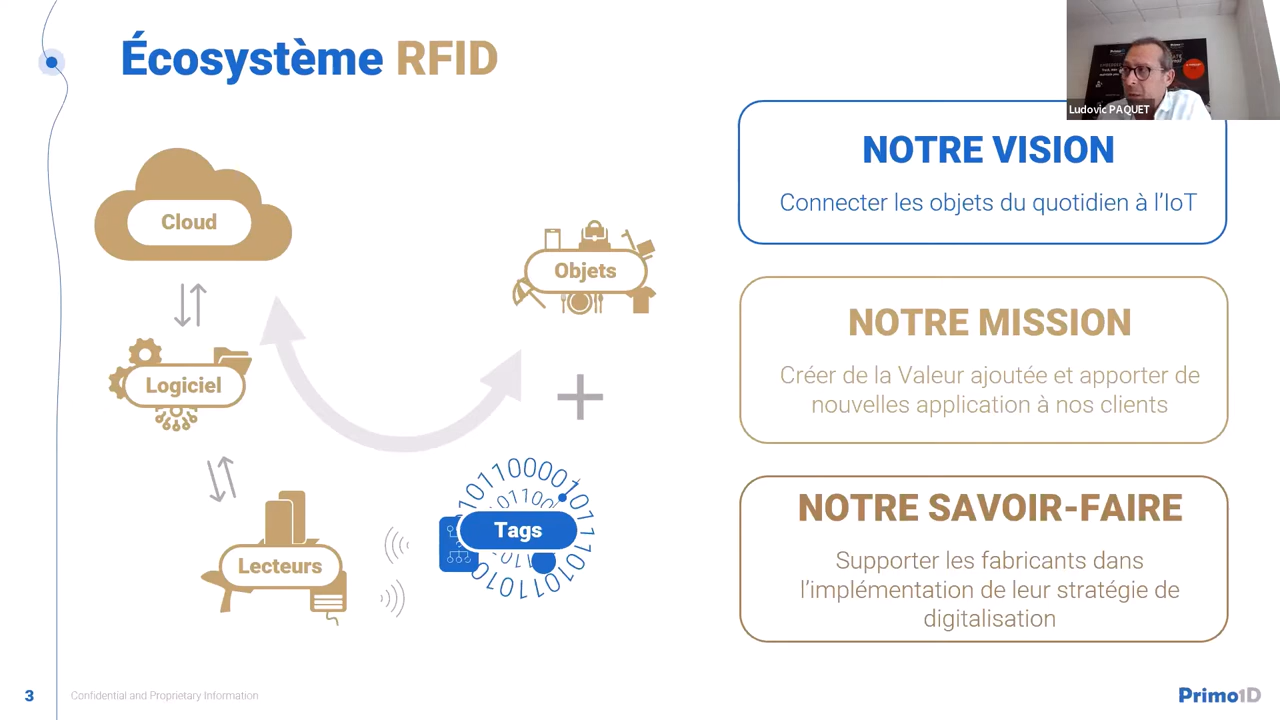 Écosystème RFID
Ludovic PAQUET
Cloud
Logiciel
Lecteurs
Objets
Tags
NOTRE VISION
Connecter les objets du quotidien à l’IoT
NOTRE MISSION
Créer de la Valeur ajoutée et apporter de
nouvelles application à nos clients
NOTRE SAVOIR-FAIRE
Supporter les fabricants dans
l’implémentation de leur stratégie de
digitalisation
3
Confidential and Proprietary Information
Primo1D